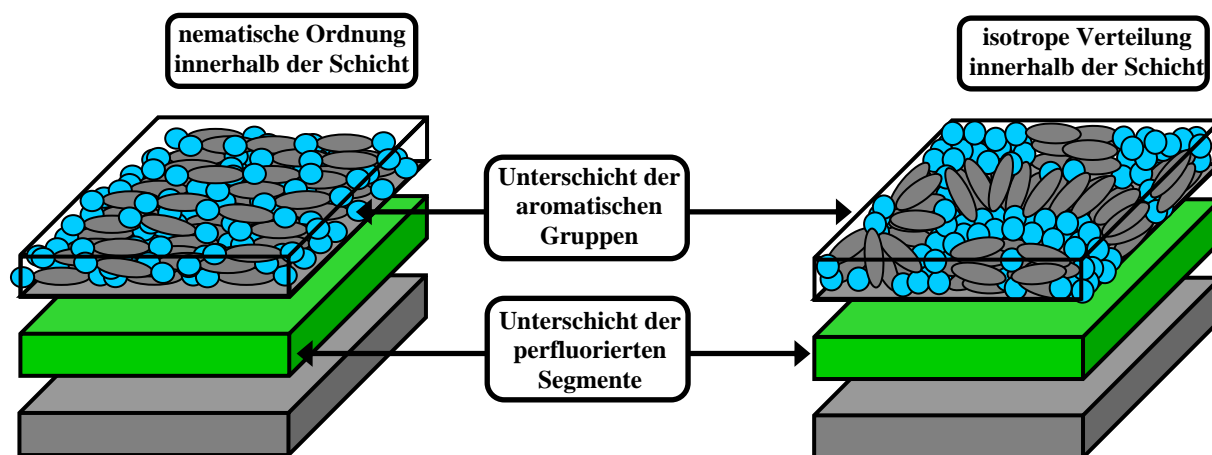 nematische Ordnung
innerhalb der Schicht
isotrope Verteilung
innerhalb der Schicht
Unterschicht der
aromatischen
Gruppen
Unterschicht der
perfluorierten
Segmente